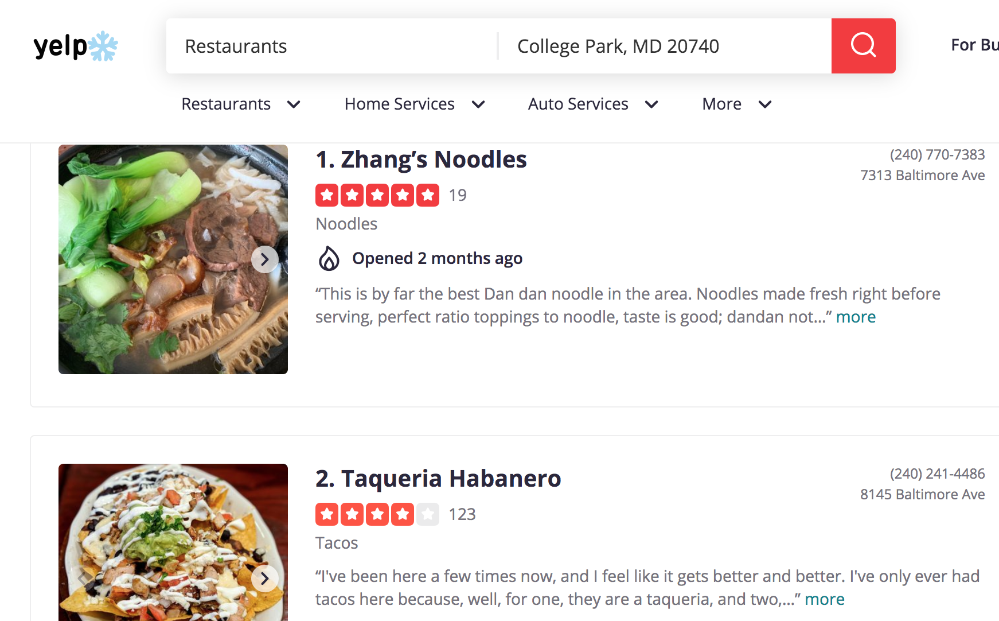 yelp
Restaurants
College Park, MD 20740
For Bu
Restaurants
Home Services
Auto Services
More
1. Zhang’s Noodles
(240) 770-7383
7313 Baltimore Ave
19
Noodles
Opened 2 months ago
“This is by far the best Dan dan noodle in the area. Noodles made fresh right before
serving, perfect ratio toppings to noodle, taste is good; dandan not...” more
2. Taqueria Habanero
(240) 241-4486
8145 Baltimore Ave
123
Tacos
“I've been here a few times now, and I feel like it gets better and better. I've only ever had
tacos here because, well, for one, they are a taqueria, and two,...” more